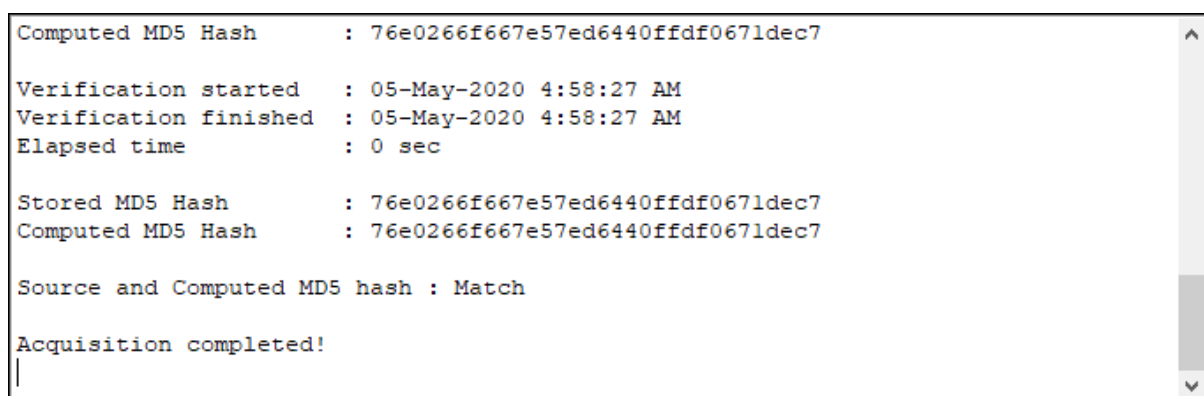 Computed MD5 Hash : 76e0266f667e57ed6440ffdf0671dec7
Verification started : 05-May-2020 4:58:27 AM
Verification finished : 05-May-2020 4:58:27 AM
Elapsed time : 0 sec
Stored MD5 Hash : 76e0266f667e57ed6440ffdf0671dec7
Computed MD5 Hash : 76e0266f667e57ed6440ffdf0671dec7
Source and Computed MD5 hash : Match
Acquisition completed!